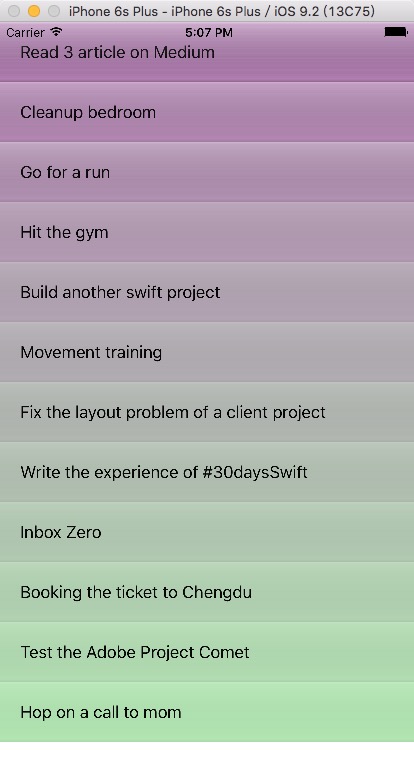 iPhone 6s Plus - iPhone 6s Plus / iOS 9.2 (13C75)
Carrier 5:07 PM
Read 3 article on Medium
Cleanup bedroom
Go for a run
Hit the gym
Build another swift project
Movement training
Fix the layout problem of a client project
Write the experience of #30daysSwift
Inbox Zero
Booking the ticket to Chengdu
Test the Adobe Project Comet
Hop on a call to mom